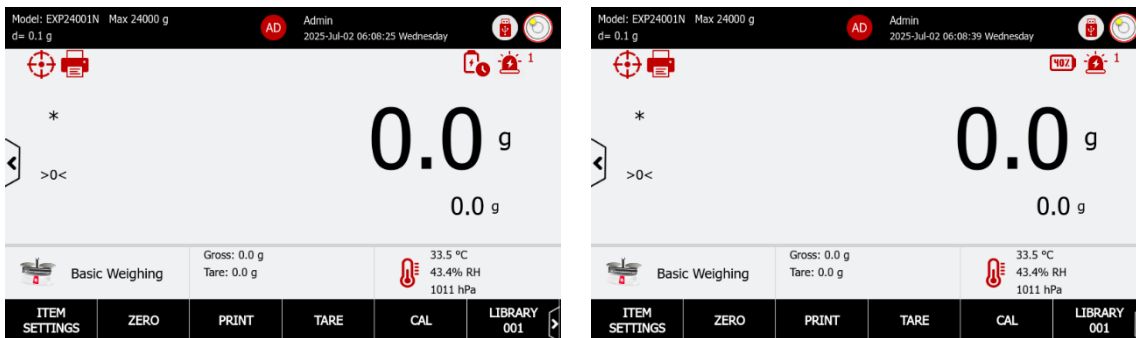 Model: EXP24001N Max 24000 g
d= 0.1 g
AD
Admin
2025-Jul-02 06:08:25 Wednesday
1
*
0.0 g
>0<
0.0 g
Basic Weighing
Gross: 0.0 g
Tare: 0.0 g
33.5 °C
43.4% RH
1011 hPa
ITEM
SETTINGS
ZERO
PRINT
TARE
CAL
LIBRARY
001
Model: EXP24001N Max 24000 g
d= 0.1 g
AD
Admin
2025-Jul-02 06:08:39 Wednesday
40%
1
*
0.0 g
>0<
0.0 g
Basic Weighing
Gross: 0.0 g
Tare: 0.0 g
33.5 °C
43.4% RH
1011 hPa
ITEM
SETTINGS
ZERO
PRINT
TARE
CAL
LIBRARY
001